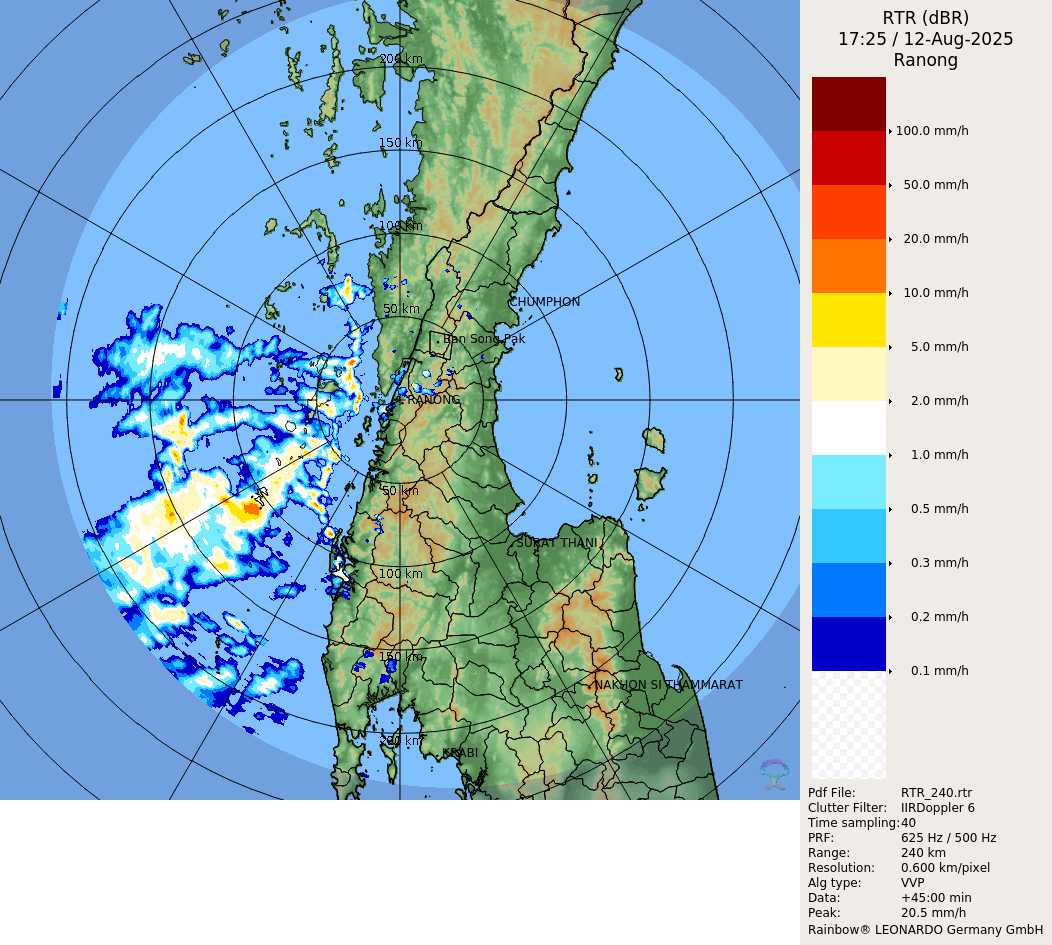 RTR (dBR)
17:25 / 12-Aug-2025
Ranong
200 km
150 km
100 km
50 km
CHUMPHON
Ban Song Pak
RANONG
50 km
SURAT THANI
100 km
150 km
NAKHON SI THAMMARAT
200 km
KRABI
100.0 mm/h
50.0 mm/h
20.0 mm/h
10.0 mm/h
5.0 mm/h
2.0 mm/h
1.0 mm/h
0.5 mm/h
0.3 mm/h
0.2 mm/h
0.1 mm/h
Pdf File: RTR_240.rtr
Clutter Filter: IIRDoppler 6
Time sampling:40
PRF: 625 Hz / 500 Hz
Range: 240 km
Resolution: 0.600 km/pixel
Alg type: VVP
Data: +45:00 min
Peak: 20.5 mm/h
Rainbow® LEONARDO Germany GmbH